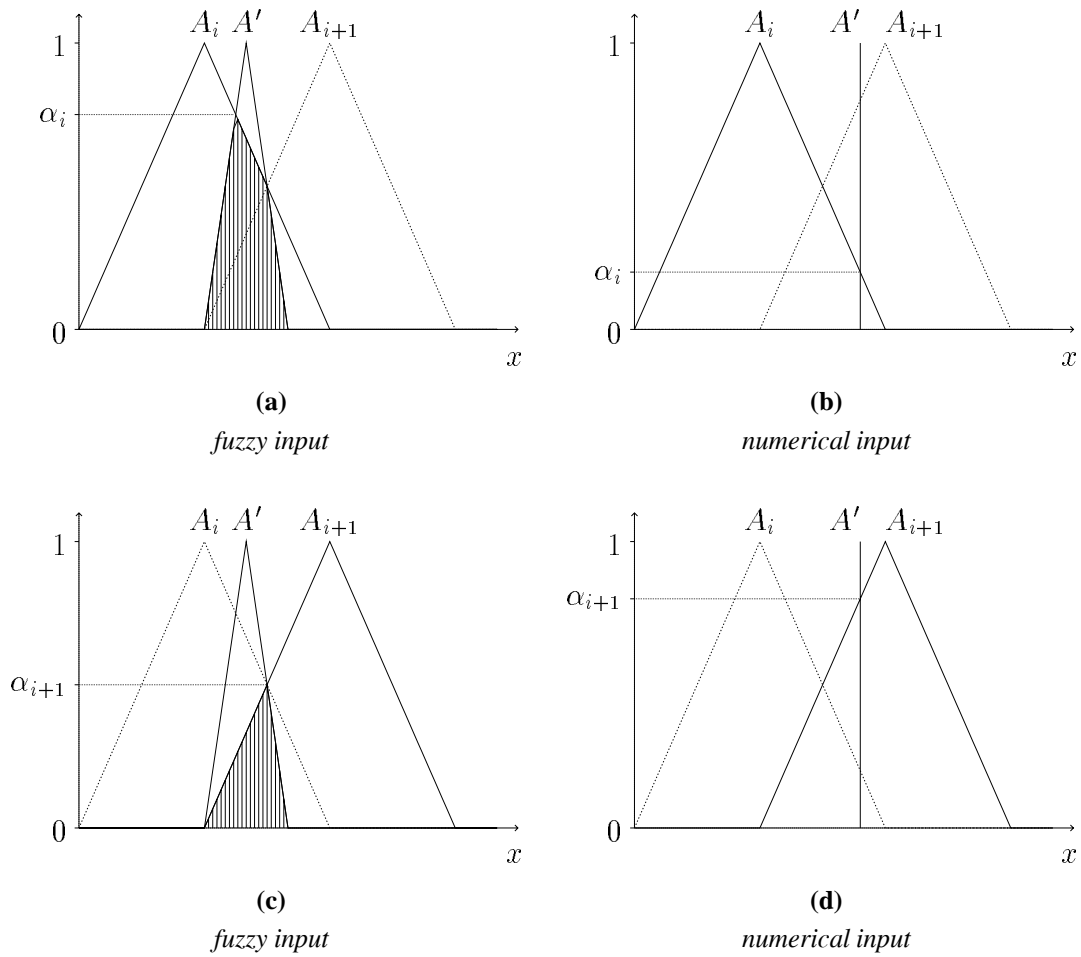 A_i A′ A_{i+1}
1
α_i
0
x
(a)
fuzzy input
A_i A′ A_{i+1}
1
α_i
0
x
(b)
numerical input
A_i A′ A_{i+1}
1
α_{i+1}
0
x
(c)
fuzzy input
A_i A′ A_{i+1}
1
α_{i+1}
0
x
(d)
numerical input